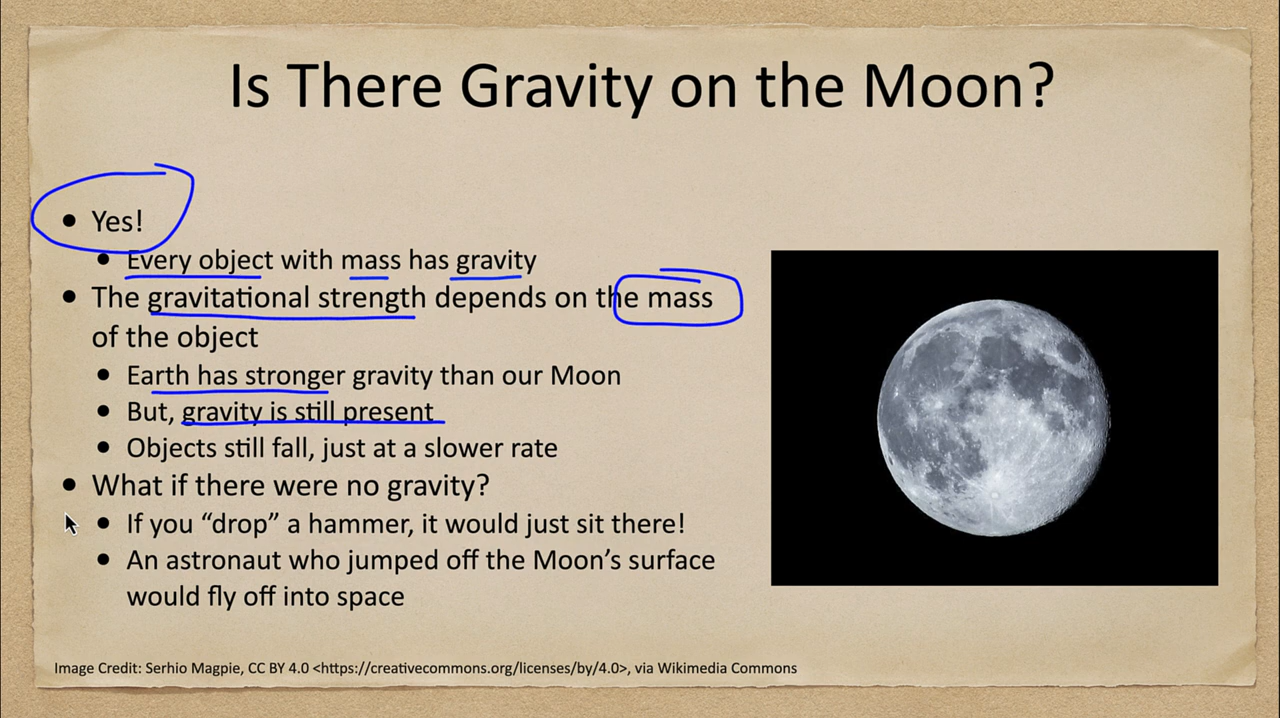 Is There Gravity on the Moon?
• Yes!
• Every object with mass has gravity
• The gravitational strength depends on the mass
of the object
• Earth has stronger gravity than our Moon
• But, gravity is still present
• Objects still fall, just at a slower rate
• What if there were no gravity?
• If you “drop” a hammer, it would just sit there!
• An astronaut who jumped off the Moon’s surface
would fly off into space
Image Credit: Serhio Magpie, CC BY 4.0 <https://creativecommons.org/licenses/by/4.0>, via Wikimedia Commons